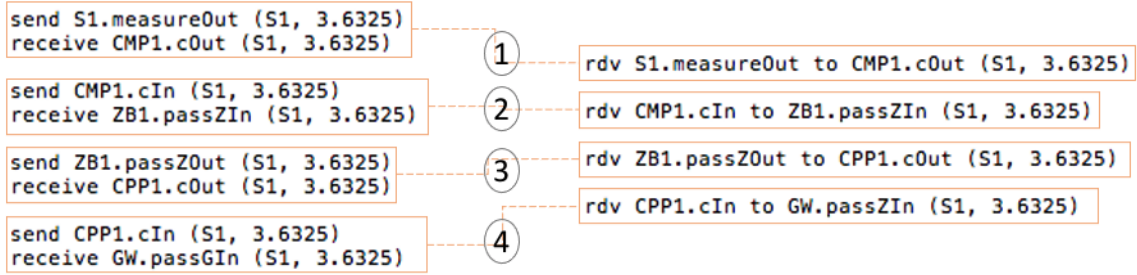 send S1.measureOut (S1, 3.6325)
receive CMP1.cOut (S1, 3.6325)
1
rdv S1.measureOut to CMP1.cOut (S1, 3.6325)
send CMP1.cIn (S1, 3.6325)
receive ZB1.passZIn (S1, 3.6325)
2
rdv CMP1.cIn to ZB1.passZIn (S1, 3.6325)
send ZB1.passZOut (S1, 3.6325)
receive CPP1.cOut (S1, 3.6325)
3
rdv ZB1.passZOut to CPP1.cOut (S1, 3.6325)
send CPP1.cIn (S1, 3.6325)
receive GW.passGIn (S1, 3.6325)
4
rdv CPP1.cIn to GW.passZIn (S1, 3.6325)